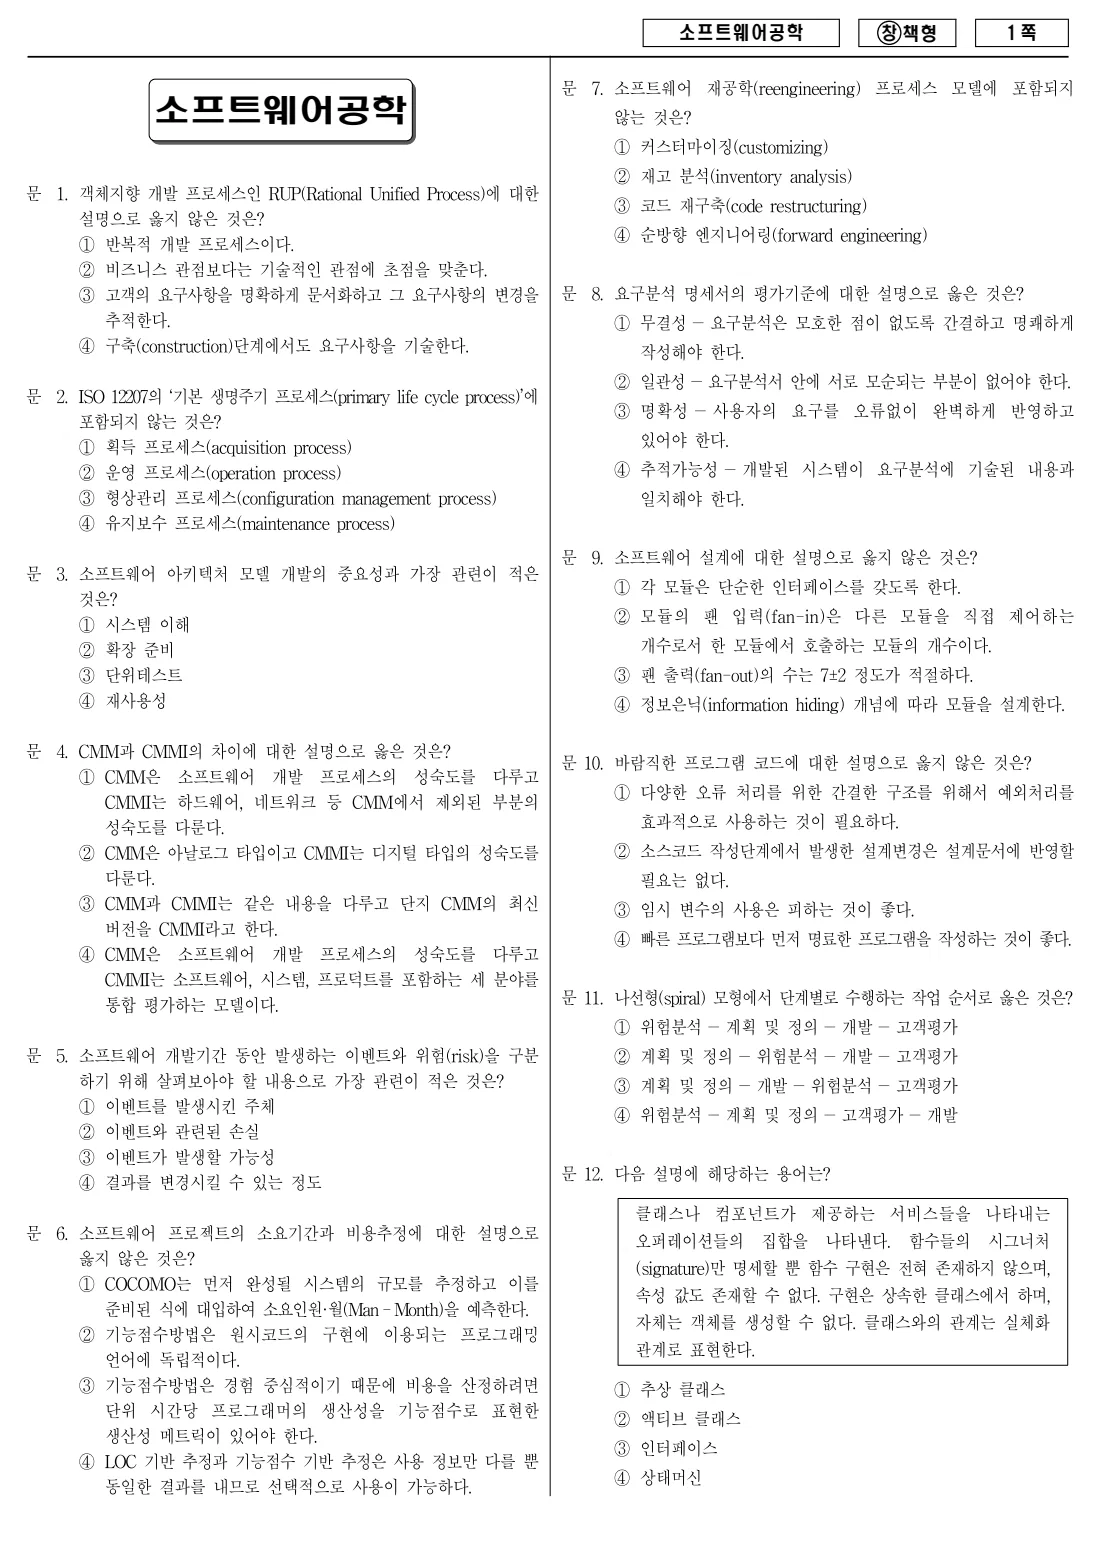 소프트웨어공학
창책형
1쪽
소프트웨어공학
문 1. 객체지향 개발 프로세스인 RUP(Rational Unified Process)에 대한
설명으로 옳지 않은 것은?
① 반복적 개발 프로세스이다.
② 비즈니스 관점보다는 기술적인 관점에 초점을 맞춘다.
③ 고객의 요구사항을 명확하게 문서화하고 그 요구사항의 변경을
추적한다.
④ 구축(construction)단계에서도 요구사항을 기술한다.
문 2. ISO 12207의 ‘기본 생명주기 프로세스(primary life cycle process)’에
포함되지 않는 것은?
① 획득 프로세스(acquisition process)
② 운영 프로세스(operation process)
③ 형상관리 프로세스(configuration management process)
④ 유지보수 프로세스(maintenance process)
문 3. 소프트웨어 아키텍처 모델 개발의 중요성과 가장 관련이 적은
것은?
① 시스템 이해
② 확장 준비
③ 단위테스트
④ 재사용성
문 4. CMM과 CMMI의 차이에 대한 설명으로 옳은 것은?
① CMM은 소프트웨어 개발 프로세스의 성숙도를 다루고
CMMI는 하드웨어, 네트워크 등 CMM에서 제외된 부분의
성숙도를 다룬다.
② CMM은 아날로그 타입이고 CMMI는 디지털 타입의 성숙도를
다룬다.
③ CMM과 CMMI는 같은 내용을 다루고 단지 CMM의 최신
버전을 CMMI라고 한다.
④ CMM은 소프트웨어 개발 프로세스의 성숙도를 다루고
CMMI는 소프트웨어, 시스템, 프로덕트를 포함하는 세 분야를
통합 평가하는 모델이다.
문 5. 소프트웨어 개발기간 동안 발생하는 이벤트와 위험(risk)을 구분
하기 위해 살펴보아야 할 내용으로 가장 관련이 적은 것은?
① 이벤트를 발생시킨 주체
② 이벤트와 관련된 손실
③ 이벤트가 발생할 가능성
④ 결과를 변경시킬 수 있는 정도
문 6. 소프트웨어 프로젝트의 소요기간과 비용추정에 대한 설명으로
옳지 않은 것은?
① COCOMO는 먼저 완성될 시스템의 규모를 추정하고 이를
준비된 식에 대입하여 소요인원·월(Man－Month)을 예측한다.
② 기능점수방법은 원시코드의 구현에 이용되는 프로그래밍
언어에 독립적이다.
③ 기능점수방법은 경험 중심적이기 때문에 비용을 산정하려면
단위 시간당 프로그래머의 생산성을 기능점수로 표현한
생산성 메트릭이 있어야 한다.
④ LOC 기반 추정과 기능점수 기반 추정은 사용 정보만 다를 뿐
동일한 결과를 내므로 선택적으로 사용이 가능하다.
문 7. 소프트웨어 재공학(reengineering) 프로세스 모델에 포함되지
않는 것은?
① 커스터마이징(customizing)
② 재고 분석(inventory analysis)
③ 코드 재구축(code restructuring)
④ 순방향 엔지니어링(forward engineering)
문 8. 요구분석 명세서의 평가기준에 대한 설명으로 옳은 것은?
① 무결성 － 요구분석은 모호한 점이 없도록 간결하고 명쾌하게
작성해야 한다.
② 일관성 － 요구분석서 안에 서로 모순되는 부분이 없어야 한다.
③ 명확성 － 사용자의 요구를 오류없이 완벽하게 반영하고
있어야 한다.
④ 추적가능성 － 개발된 시스템이 요구분석에 기술된 내용과
일치해야 한다.
문 9. 소프트웨어 설계에 대한 설명으로 옳지 않은 것은?
① 각 모듈은 단순한 인터페이스를 갖도록 한다.
② 모듈의 팬 입력(fan-in)은 다른 모듈을 직접 제어하는
개수로서 한 모듈에서 호출하는 모듈의 개수이다.
③ 팬 출력(fan-out)의 수는 7±2 정도가 적절하다.
④ 정보은닉(information hiding) 개념에 따라 모듈을 설계한다.
문 10. 바람직한 프로그램 코드에 대한 설명으로 옳지 않은 것은?
① 다양한 오류 처리를 위한 간결한 구조를 위해서 예외처리를
효과적으로 사용하는 것이 필요하다.
② 소스코드 작성단계에서 발생한 설계변경은 설계문서에 반영할
필요는 없다.
③ 임시 변수의 사용은 피하는 것이 좋다.
④ 빠른 프로그램보다 먼저 명료한 프로그램을 작성하는 것이 좋다.
문 11. 나선형(spiral) 모형에서 단계별로 수행하는 작업 순서로 옳은 것은?
① 위험분석 － 계획 및 정의 － 개발 － 고객평가
② 계획 및 정의 － 위험분석 － 개발 － 고객평가
③ 계획 및 정의 － 개발 － 위험분석 － 고객평가
④ 위험분석 － 계획 및 정의 － 고객평가 － 개발
문 12. 다음 설명에 해당하는 용어는?
클래스나 컴포넌트가 제공하는 서비스들을 나타내는
오퍼레이션들의 집합을 나타낸다. 함수들의 시그너처
(signature)만 명세할 뿐 함수 구현은 전혀 존재하지 않으며,
속성 값도 존재할 수 없다. 구현은 상속한 클래스에서 하며,
자체는 객체를 생성할 수 없다. 클래스와의 관계는 실체화
관계로 표현한다.
① 추상 클래스
② 액티브 클래스
③ 인터페이스
④ 상태머신